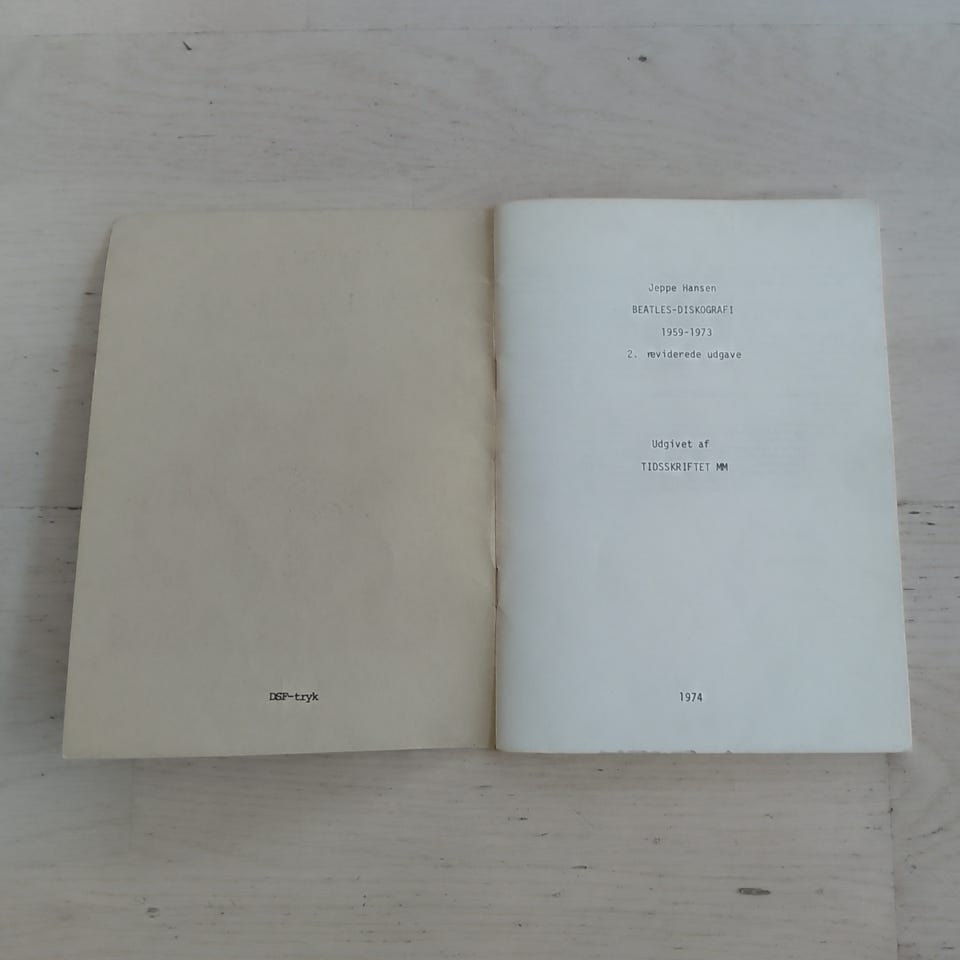 DSF-tryk
Jeppe Hansen
BEATLES-DISKOGRAFI
1959-1973
2. reviderede udgave
Udgivet af
TIDSSKRIFTET MM
1974